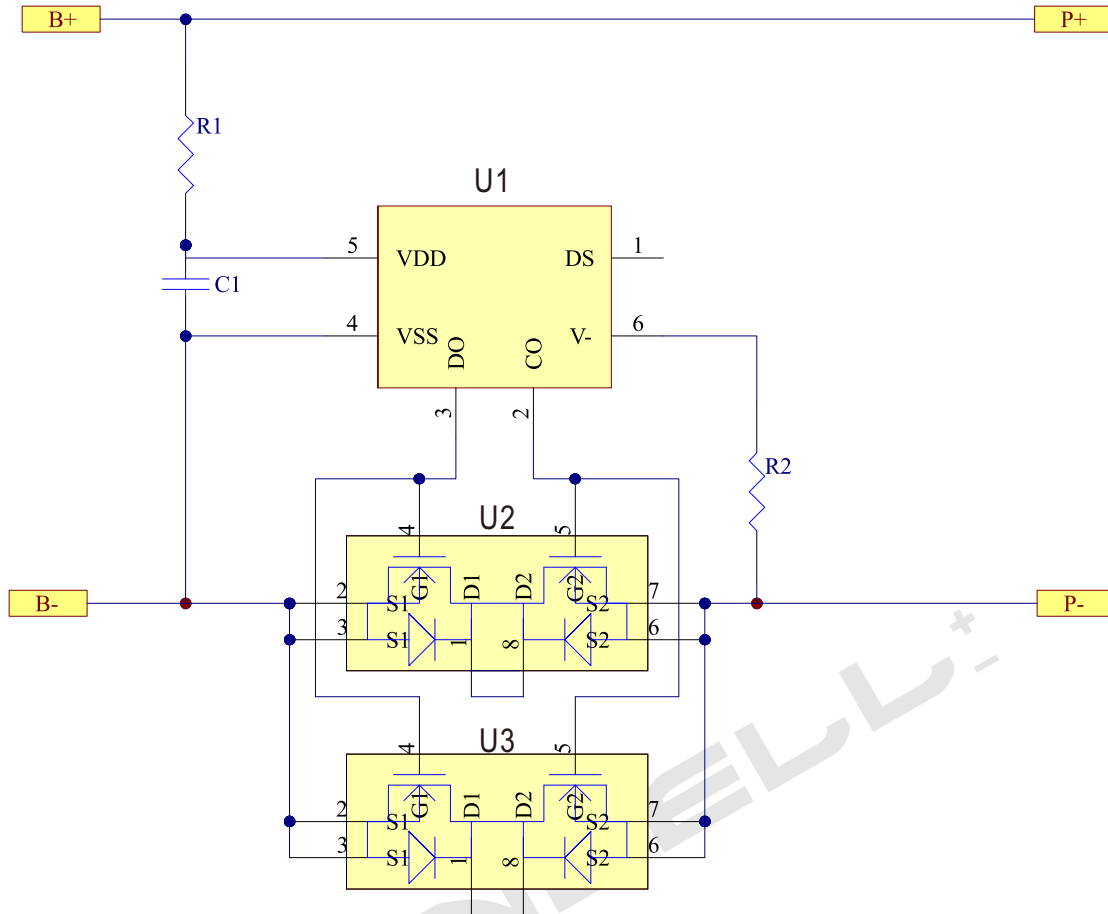 B+
P+
R1
U1
5
VDD
DS
1
C1
4
VSS
DO
CO
V-
6
3
2
R2
U2
4
5
B-
2
S1
G1
D1
D2
G2
S2
7
P-
3
S1
1
8
S2
6
U3
4
5
2
S1
G1
D1
D2
G2
S2
7
3
S1
1
8
S2
6
ELL
+
-